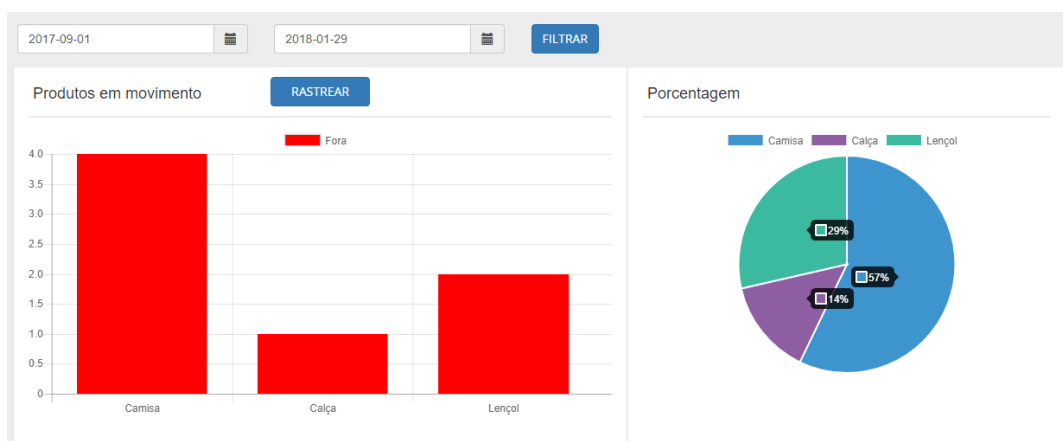 2017-09-01 2018-01-29 FILTRAR
Produtos em movimento RASTREAR
Fora
4.0
3.5
3.0
2.5
2.0
1.5
1.0
0.5
0
Camisa Calça Lençol
Porcentagem
Camisa Calça Lençol
29%
57%
14%